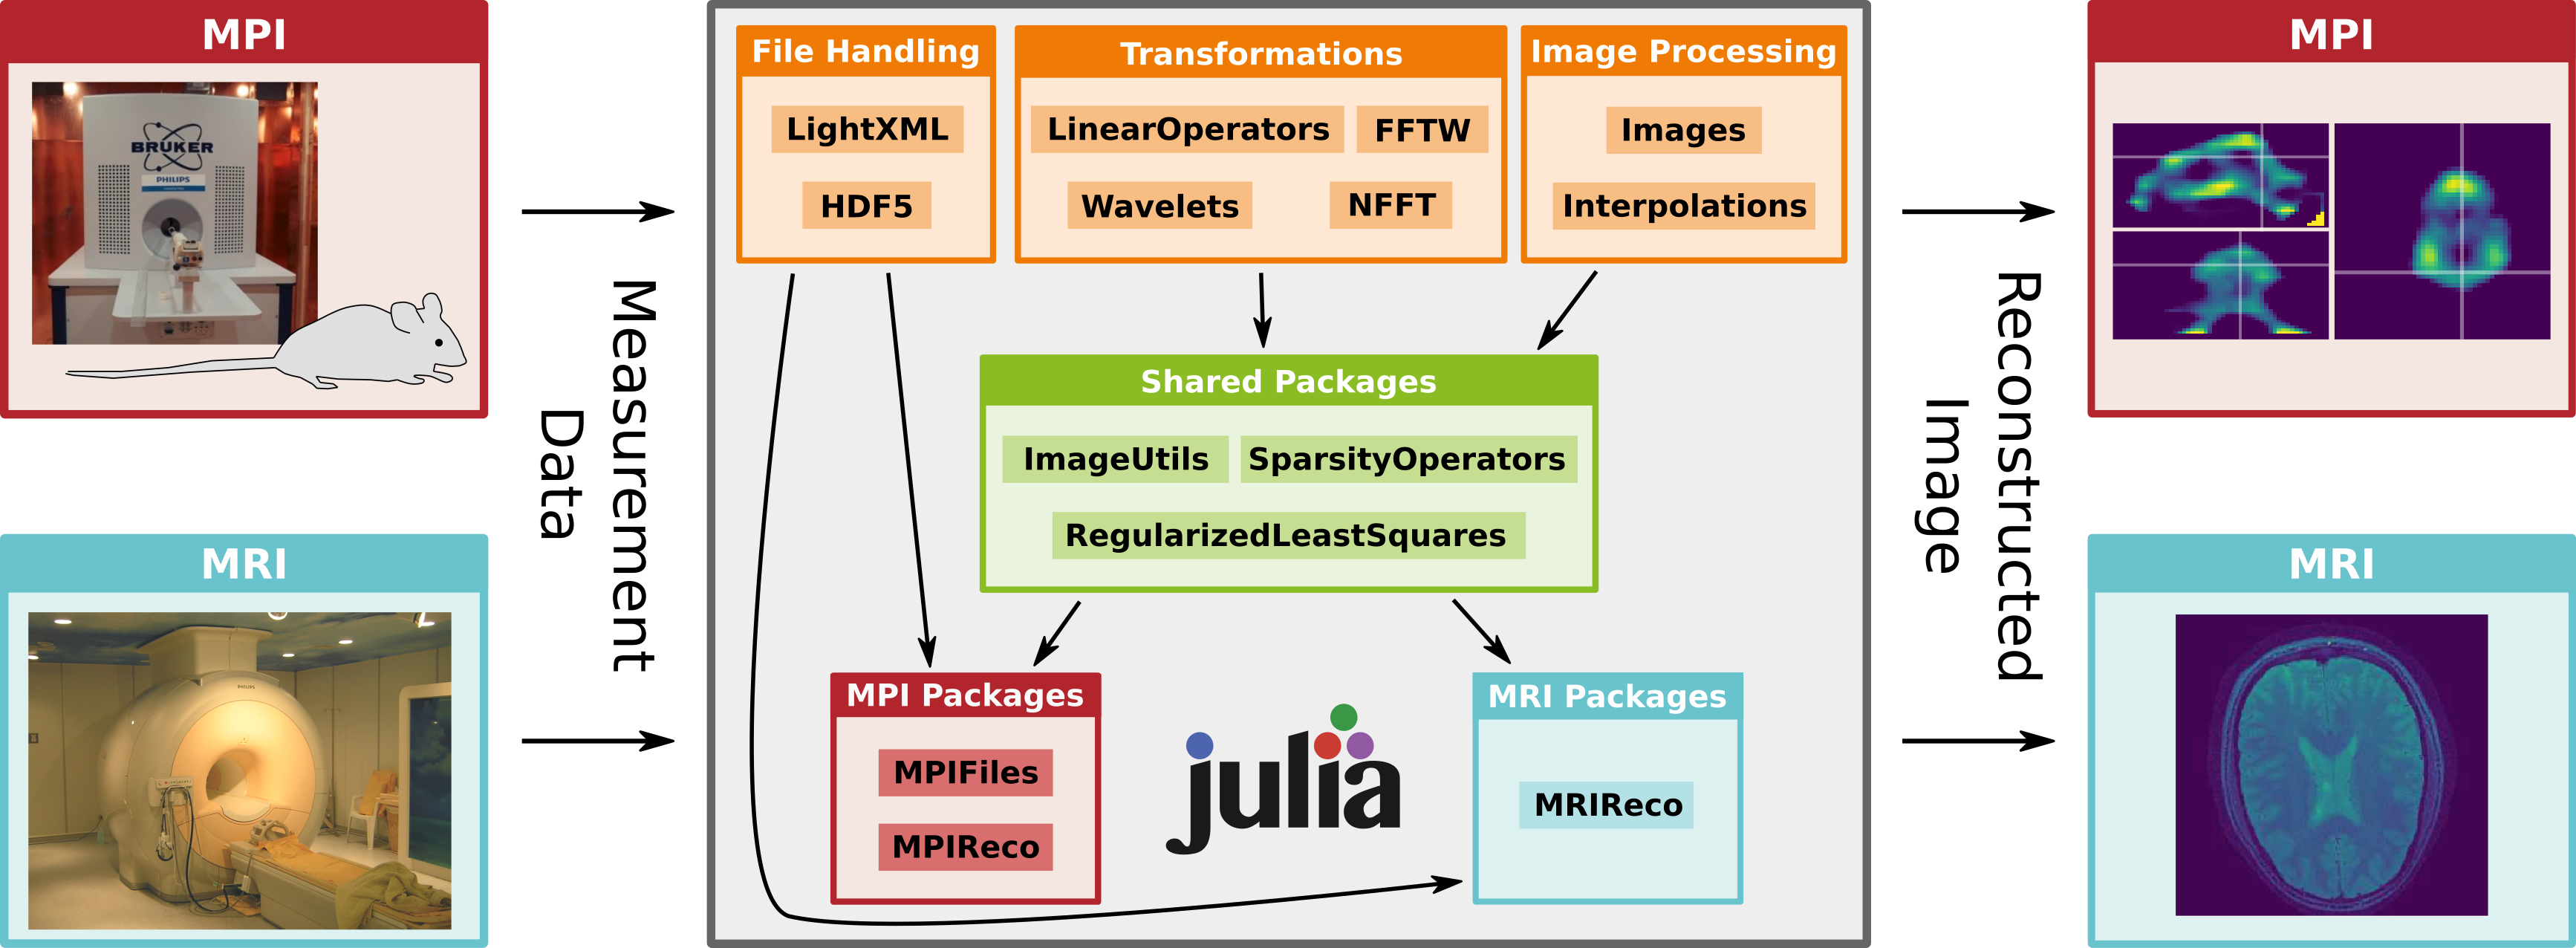 MPI
BRUKER
PHILIPS
MRI
PHILIPS
Measurement
Data
File Handling
LightXML
HDF5
Transformations
LinearOperators
FFTW
Wavelets
NFFT
Image Processing
Images
Interpolations
Shared Packages
ImageUtils
SparsityOperators
RegularizedLeastSquares
MPI Packages
MPIFiles
MPIReco
julia
MRI Packages
MRIReco
Reconstructed
Image
MPI
MRI